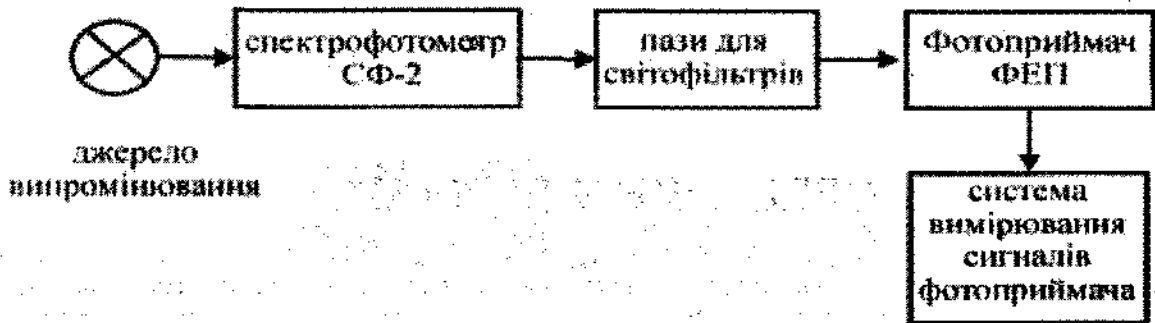 спектрофотометр
СФ-2
пази для
світофільтрів
Фотоприймач
ФЕП
джерело
випромінювання
система
вимірювання
сигналів
фотоприймача